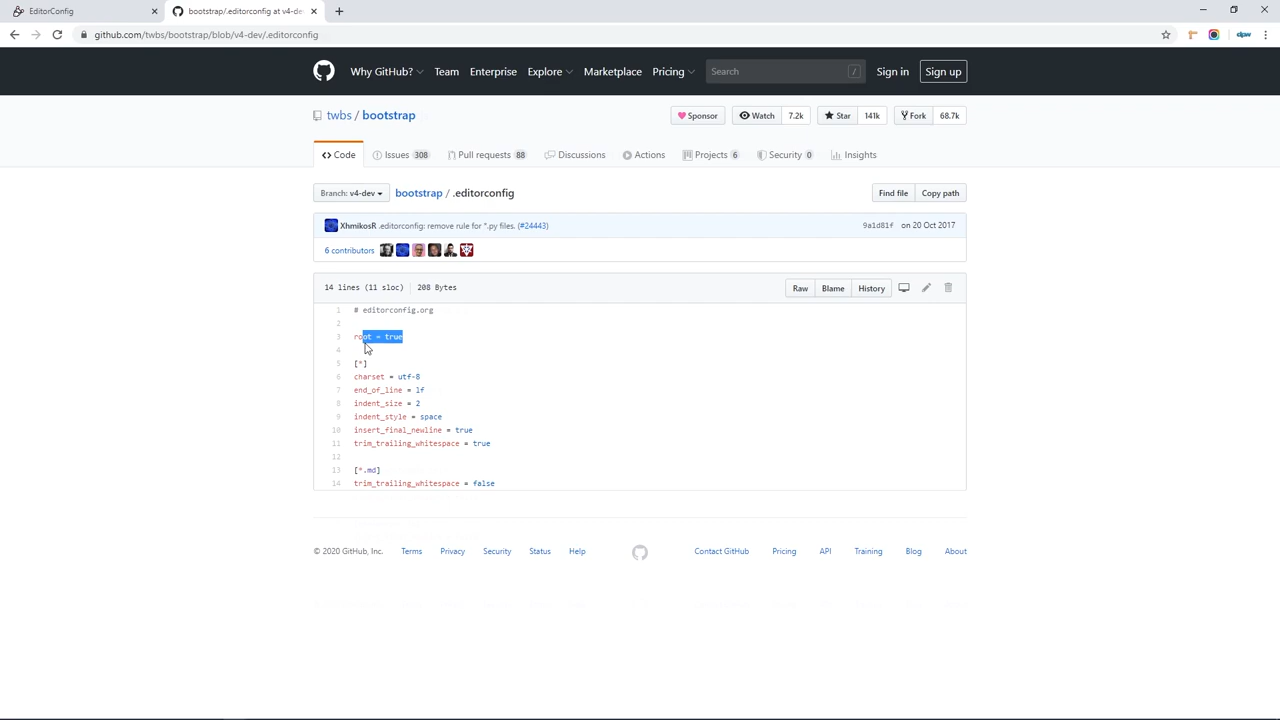 EditorConfig
bootstrap/.editorconfig at v4-de
github.com/twbs/bootstrap/blob/v4-dev/.editorconfig
dpw
Why GitHub? Team Enterprise Explore Marketplace Pricing Search / Sign in Sign up
twbs / bootstrap Sponsor Watch 7.2k Star 141k Fork 68.7k
Code Issues 308 Pull requests 88 Discussions Actions Projects 6 Security 0 Insights
Branch: v4-dev bootstrap / .editorconfig Find file Copy path
XhmikosR .editorconfig: remove rule for *.py files. (#24443) 9a1d81f on 20 Oct 2017
6 contributors
14 lines (11 sloc) 208 Bytes Raw Blame History
1 # editorconfig.org
2
3 root = true
4
5 [*]
6 charset = utf-8
7 end_of_line = lf
8 indent_size = 2
9 indent_style = space
10 insert_final_newline = true
11 trim_trailing_whitespace = true
12
13 [*.md]
14 trim_trailing_whitespace = false
© 2020 GitHub, Inc. Terms Privacy Security Status Help Contact GitHub Pricing API Training Blog About